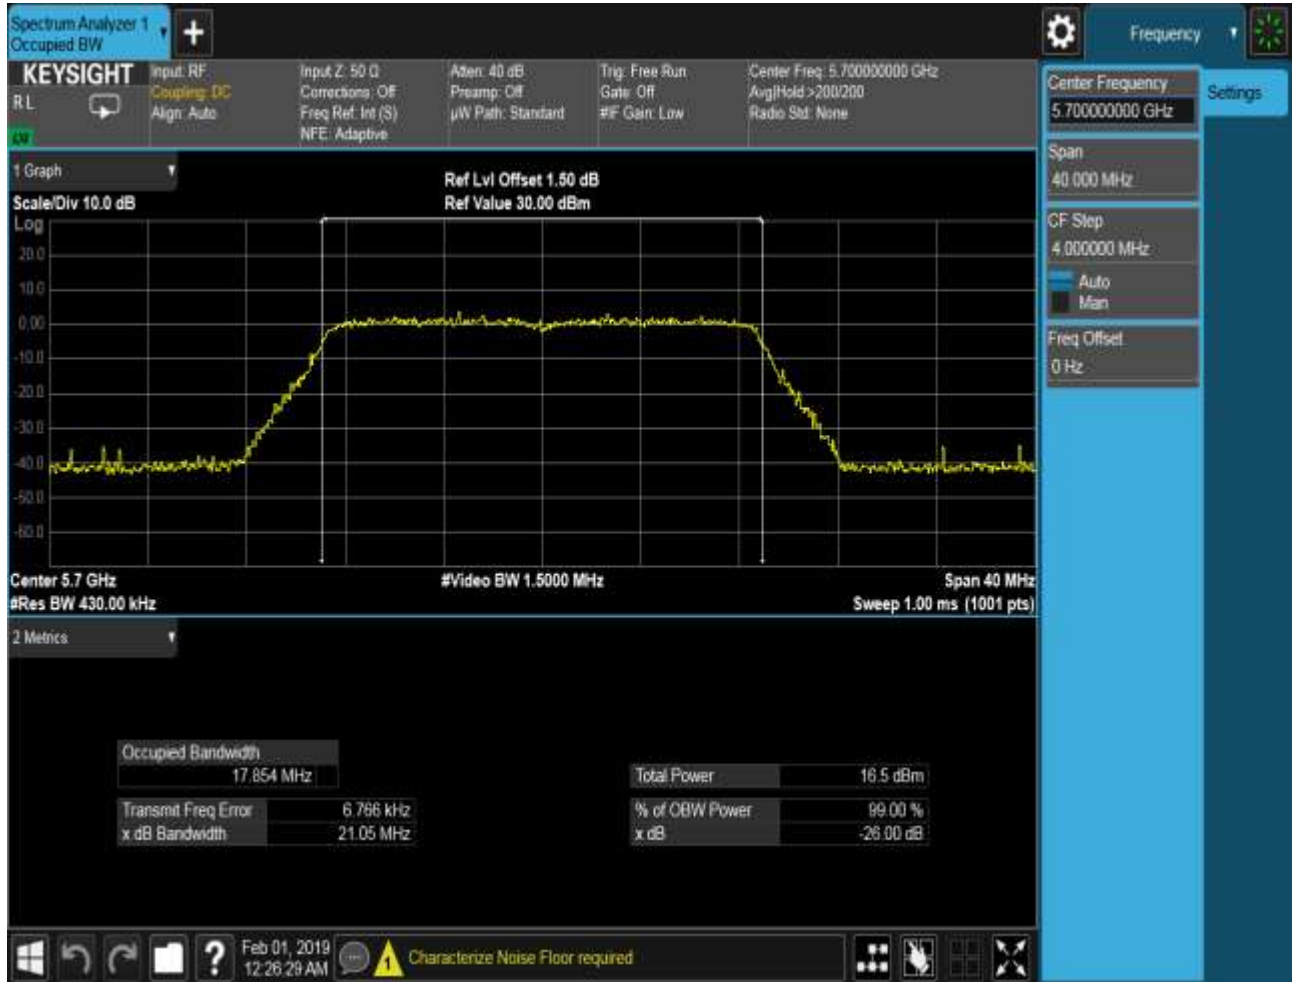 Spectrum Analyzer 1
Occupied BW
Frequency
KEYSIGHT
R L
Input: RF
Coupling: DC
Align: Auto
Input Z: 50 Ω
Corrections: Off
Freq Ref: Int (S)
NFE: Adaptive
Atten: 40 dB
Preamp: Off
µW Path: Standard
Trig: Free Run
Gate: Off
#IF Gain: Low
Center Freq: 5.700000000 GHz
Avg|Hold:>200/200
Radio Std: None
Center Frequency
5.700000000 GHz
Settings
Span
40.000 MHz
CF Step
4.000000 MHz
Auto
Man
Freq Offset
0 Hz
1 Graph
Scale/Div 10.0 dB
Ref Lvl Offset 1.50 dB
Ref Value 30.00 dBm
Log
20.0
10.0
0.00
-10.0
-20.0
-30.0
-40.0
-50.0
-60.0
Center 5.7 GHz
#Video BW 1.5000 MHz
Span 40 MHz
#Res BW 430.00 kHz
Sweep 1.00 ms (1001 pts)
2 Metrics
Occupied Bandwidth
17.854 MHz
Total Power 16.5 dBm
Transmit Freq Error 6.766 kHz
% of OBW Power 99.00 %
x dB Bandwidth 21.05 MHz
x dB -26.00 dB
?
Feb 01, 2019
12:26:29 AM
1
Characterize Noise Floor required